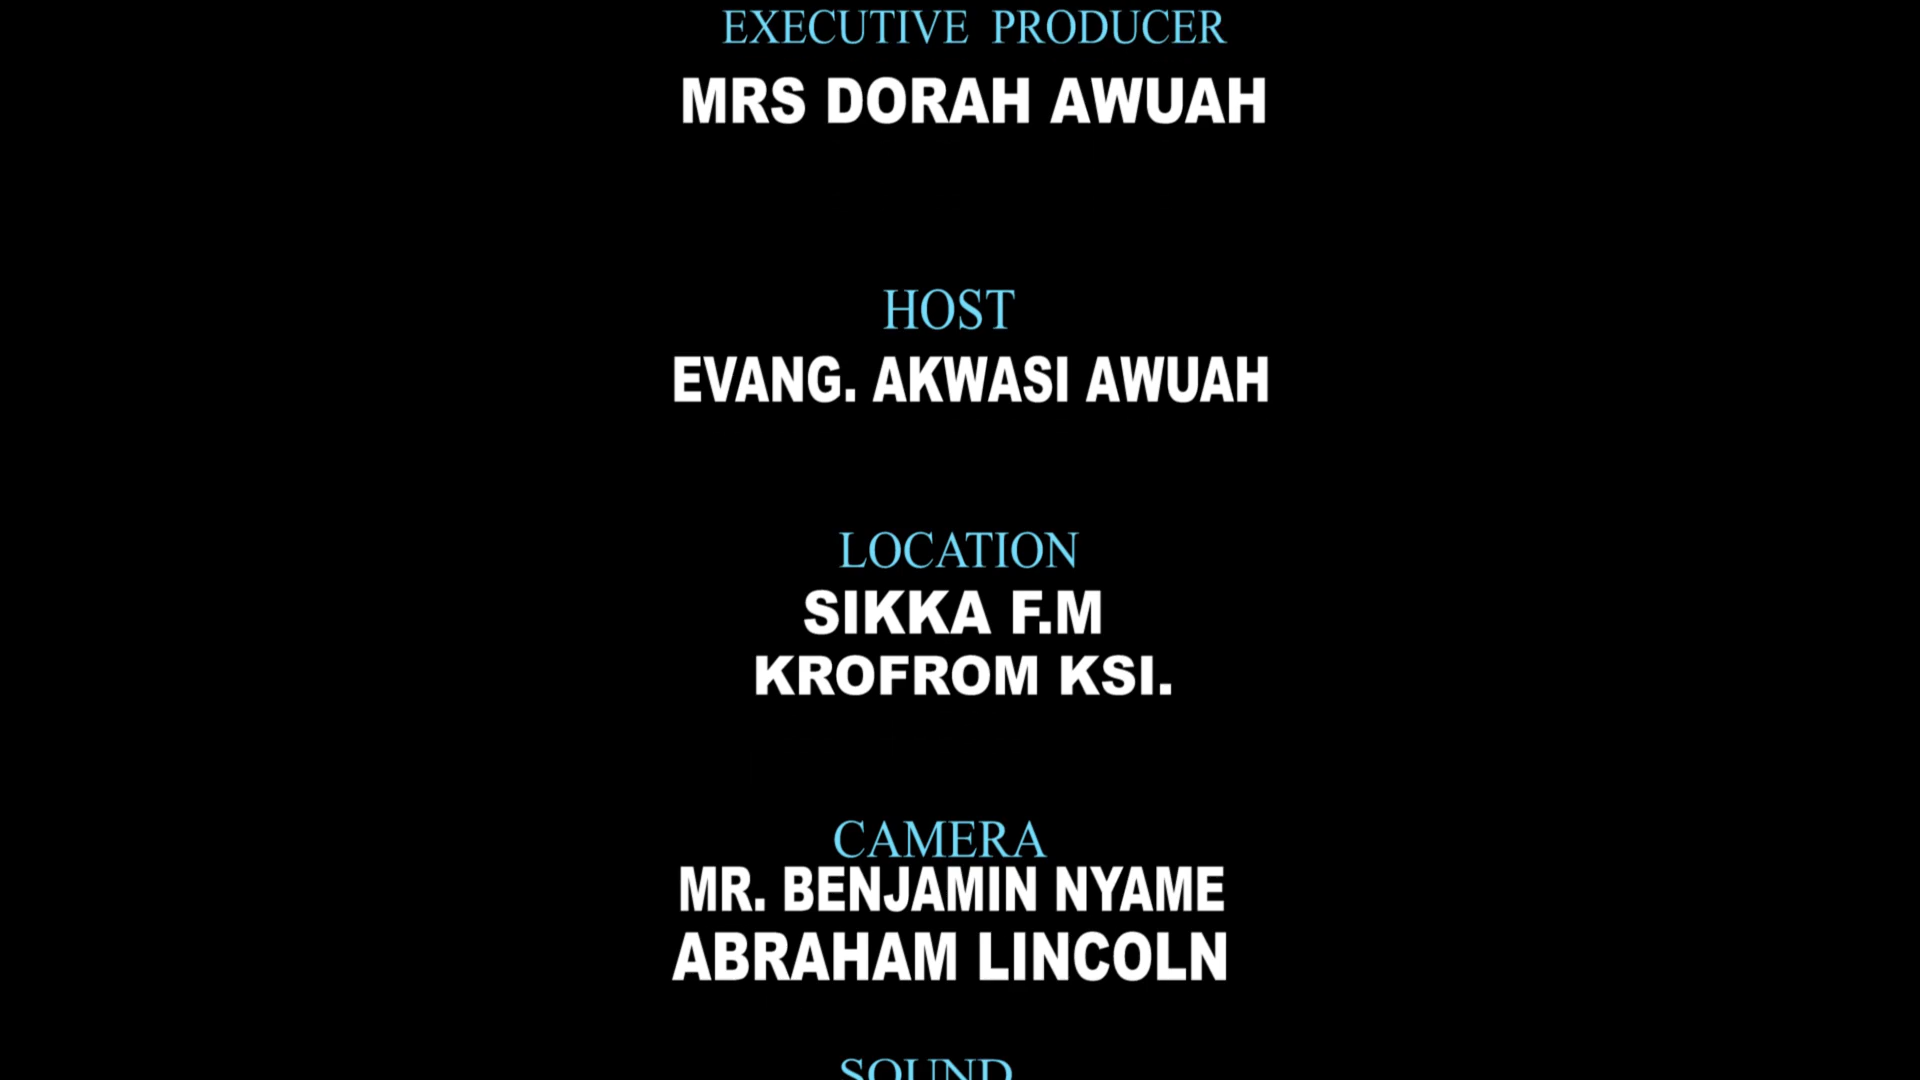 EXECUTIVE PRODUCER
MRS DORAH AWUAH
HOST
EVANG. AKWASI AWUAH
LOCATION
SIKKA F.M
KROFROM KSI.
CAMERA
MR. BENJAMIN NYAME
ABRAHAM LINCOLN
SOUND